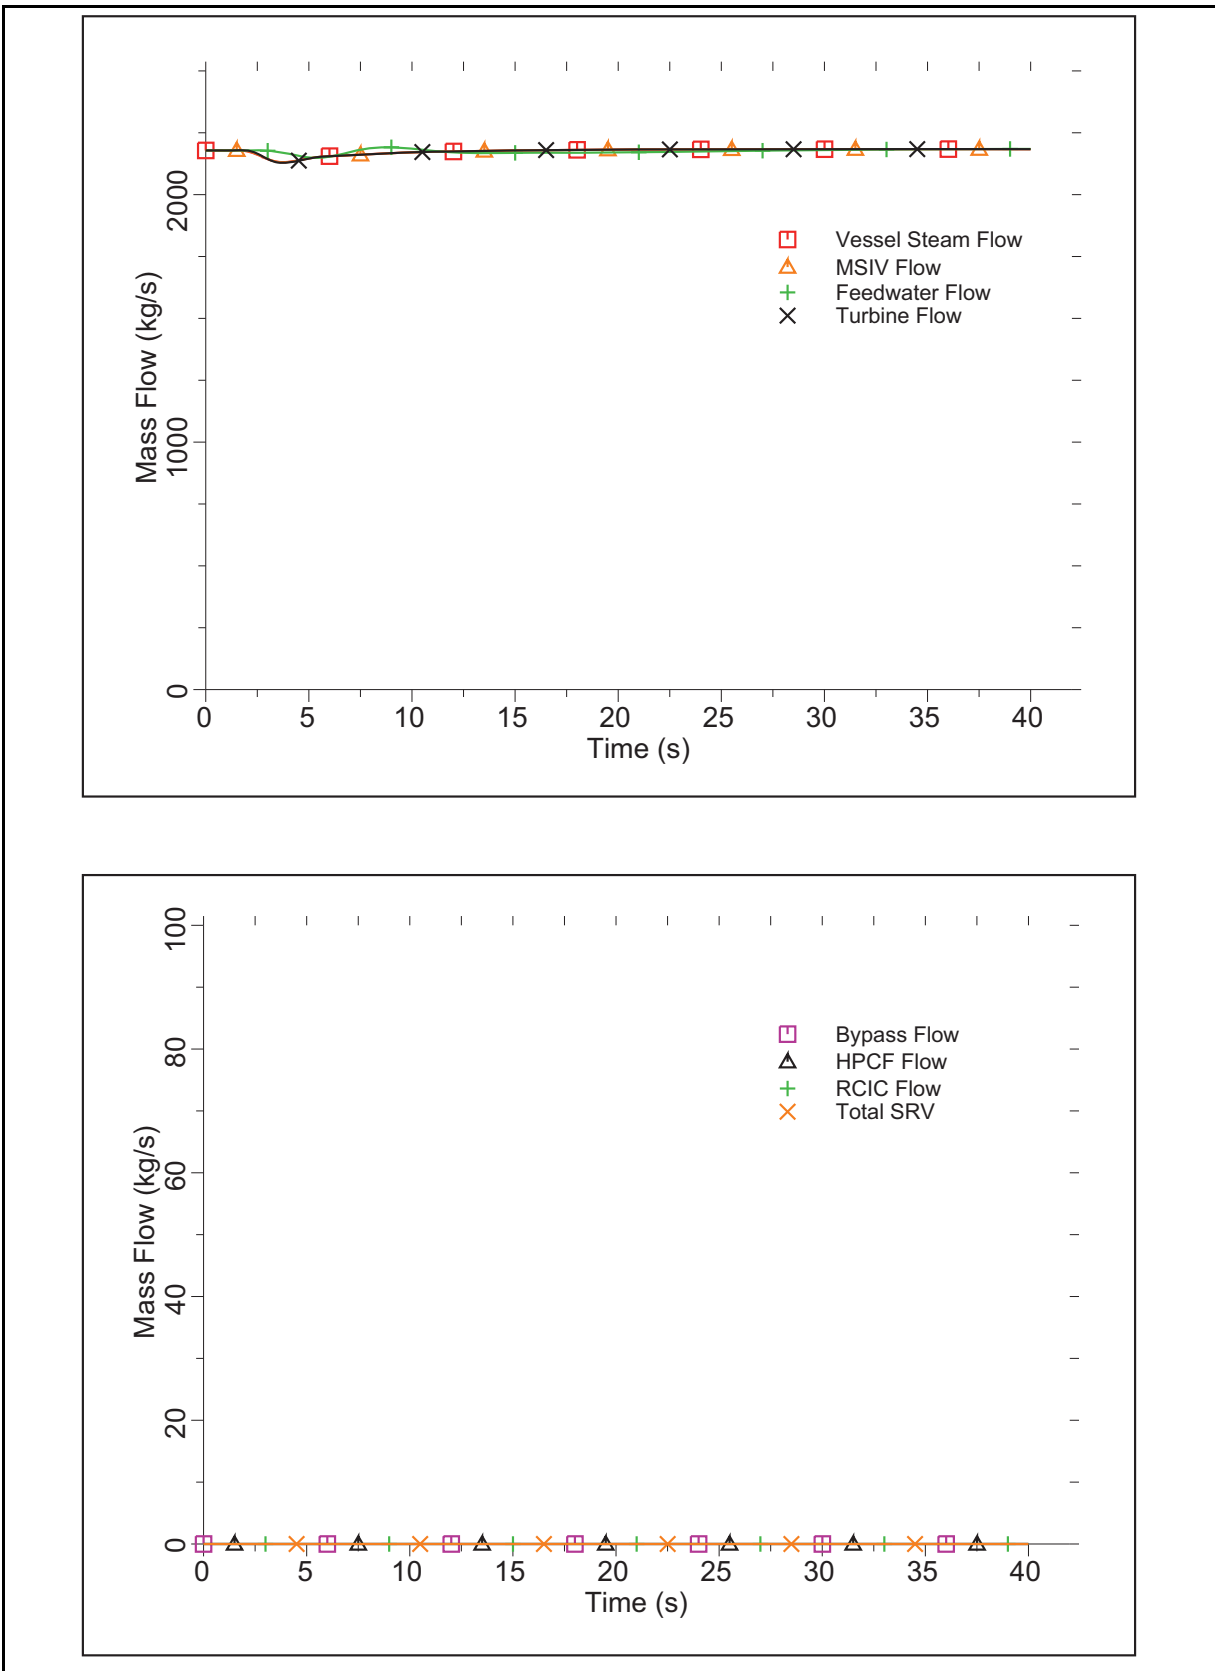 2000
1000
0
Mass Flow (kg/s)
Vessel Steam Flow
MSIV Flow
Feedwater Flow
Turbine Flow
0 5 10 15 20 25 30 35 40
Time (s)
100
80
60
40
20
0
Mass Flow (kg/s)
Bypass Flow
HPCF Flow
RCIC Flow
Total SRV
0 5 10 15 20 25 30 35 40
Time (s)